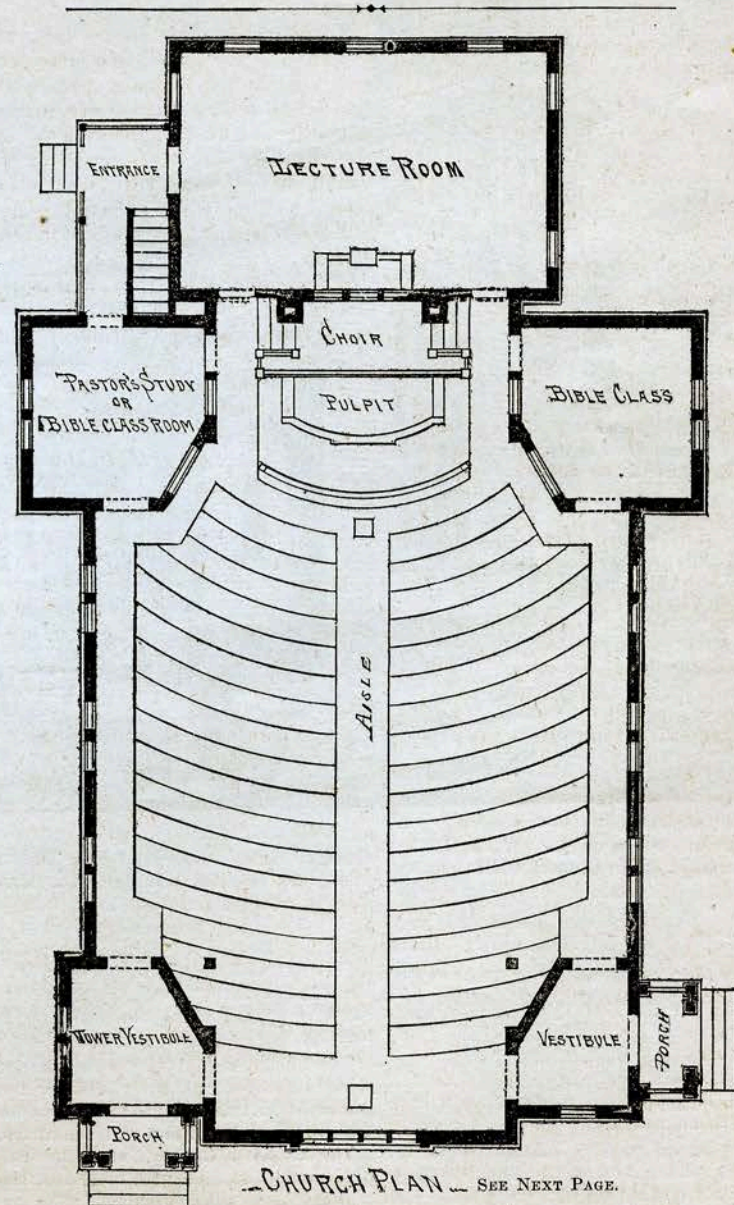 ENTRANCE
LECTURE ROOM
CHOIR
PASTOR'S STUDY
OR
BIBLE CLASS ROOM
PULPIT
BIBLE CLASS
AISLE
TOWER VESTIBULE
VESTIBULE
PORCH
PORCH
CHURCH PLAN SEE NEXT PAGE.